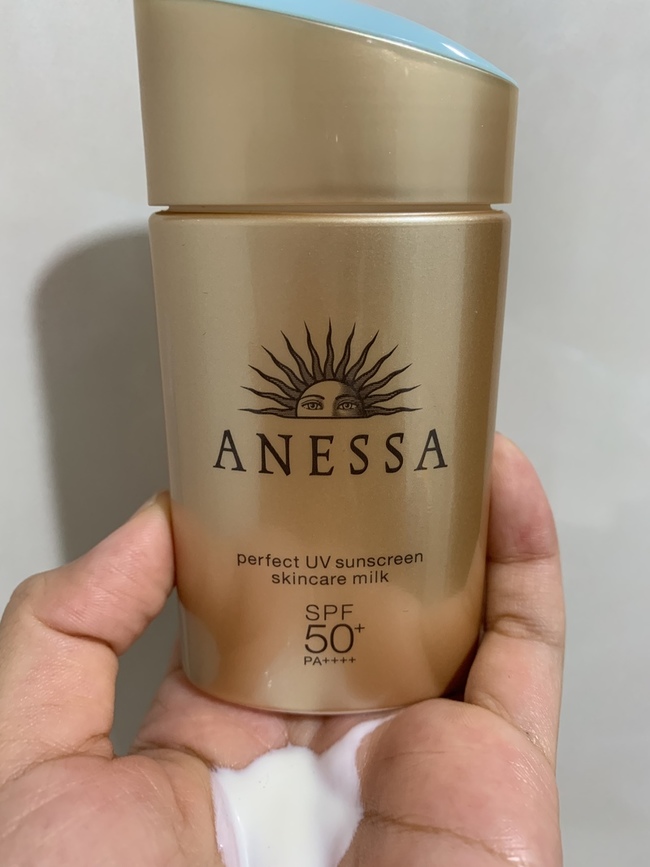 ANESSA
perfect UV sunscreen
skincare milk
SPF
50+
PA++++